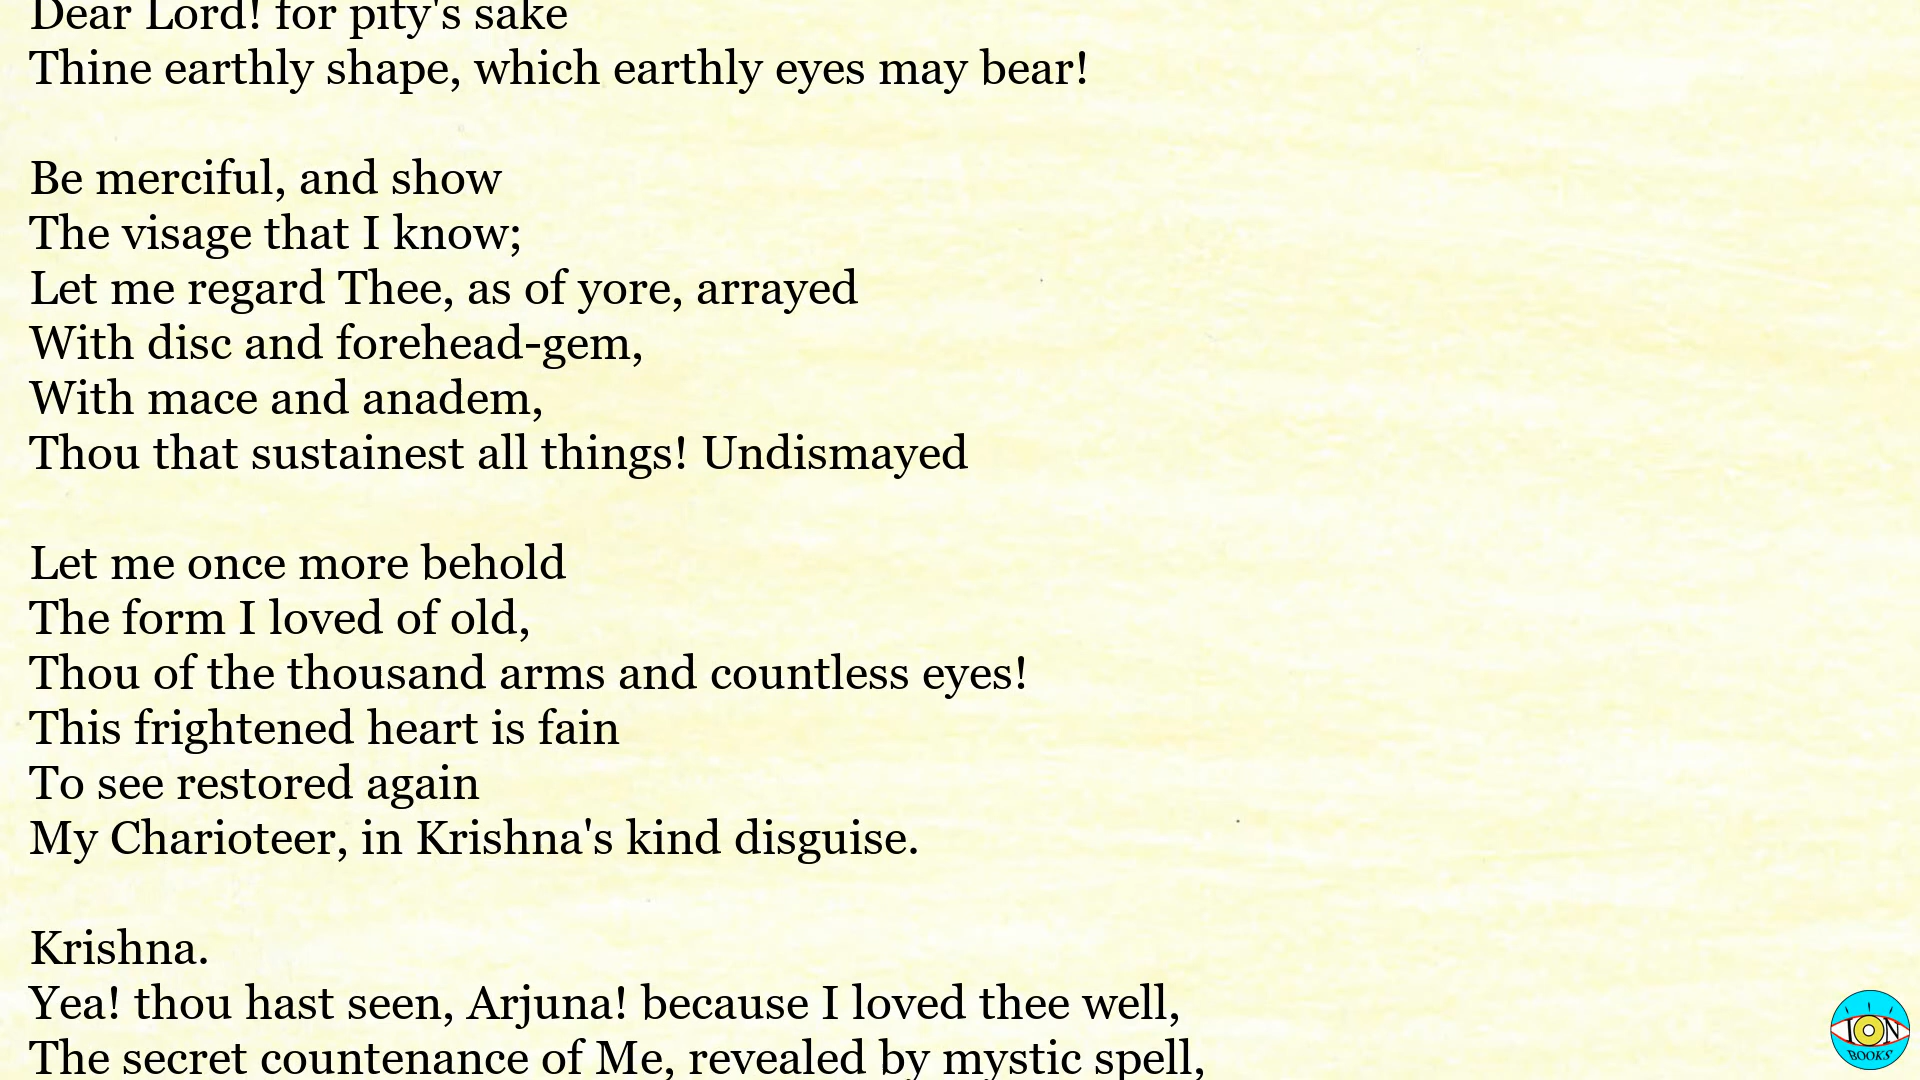 Dear Lord! for pity's sake
Thine earthly shape, which earthly eyes may bear!
Be merciful, and show
The visage that I know;
Let me regard Thee, as of yore, arrayed
With disc and forehead-gem,
With mace and anadem,
Thou that sustainest all things! Undismayed
Let me once more behold
The form I loved of old,
Thou of the thousand arms and countless eyes!
This frightened heart is fain
To see restored again
My Charioteer, in Krishna's kind disguise.
Krishna.
Yea! thou hast seen, Arjuna! because I loved thee well,
The secret countenance of Me, revealed by mystic spell,
ION
BOOKS